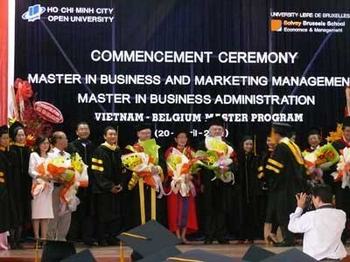 HO CHI MINH CITY
OPEN UNIVERSITY
UNIVERSITE LIBRE DE BRUXELLES
Solvay Brussels School
Economics & Management
COMMENCEMENT CEREMONY
MASTER IN BUSINESS AND MARKETING MANAGEMENT
MASTER IN BUSINESS ADMINISTRATION
VIETNAM - BELGIUM MASTER PROGRAM